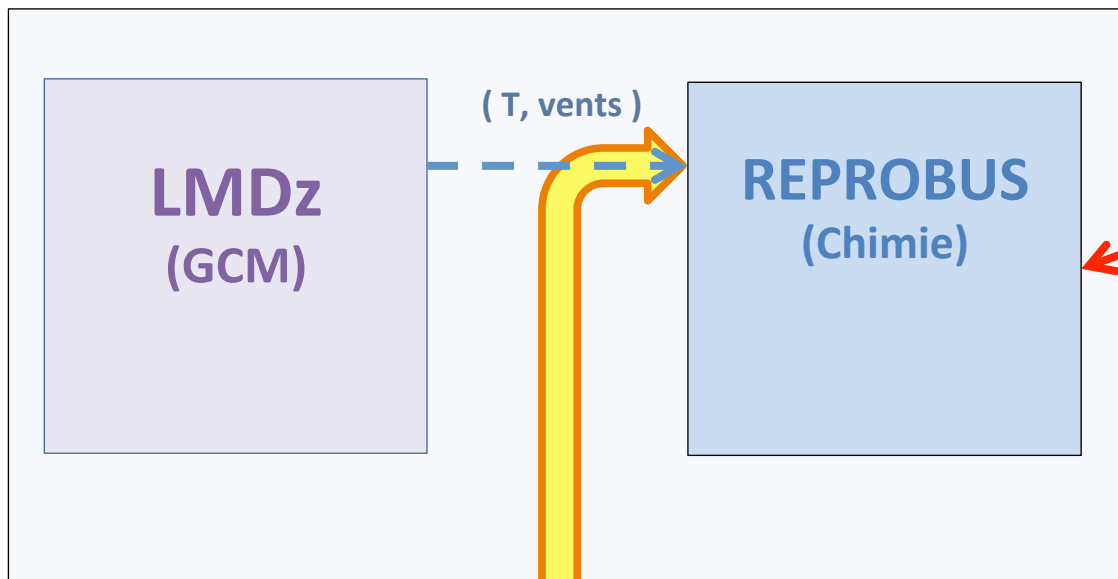 ( T, vents )
LMDz
(GCM)
REPROBUS
(Chimie)